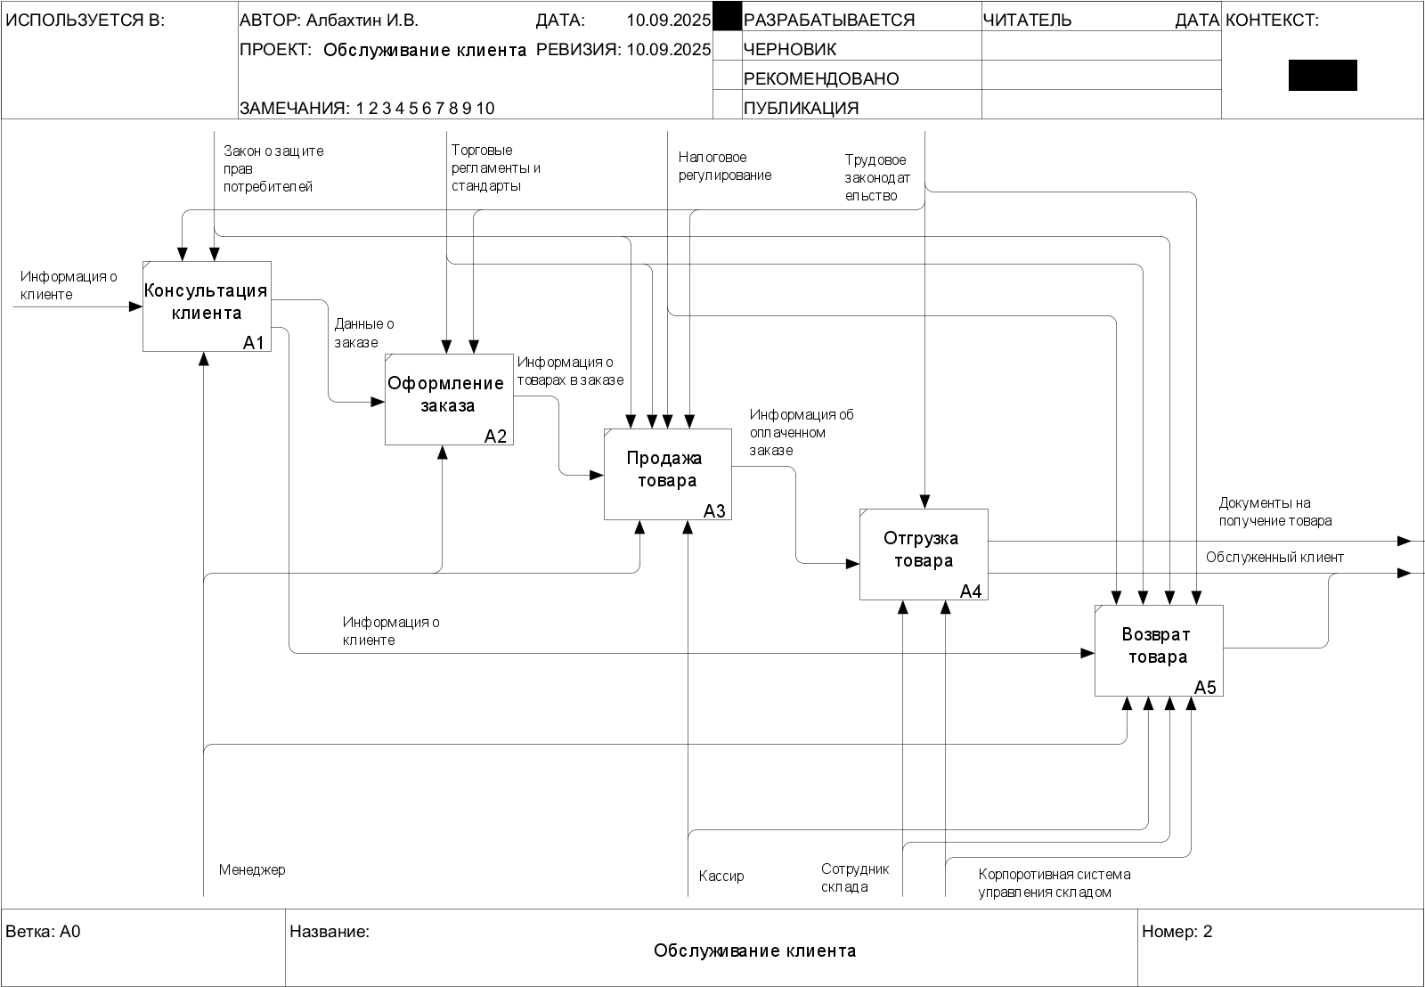 ИСПОЛЬЗУЕТСЯ В:
АВТОР: Албахтин И.В.
ДАТА: 10.09.2025
ПРОЕКТ: Обслуживание клиента
РЕВИЗИЯ: 10.09.2025
ЗАМЕЧАНИЯ: 1 2 3 4 5 6 7 8 9 10
РАЗРАБАТЫВАЕТСЯ
ЧЕРНОВИК
РЕКОМЕНДОВАНО
ПУБЛИКАЦИЯ
ЧИТАТЕЛЬ
ДАТА
КОНТЕКСТ:
Закон о защите
прав
потребителей
Торговые
регламенты и
стандарты
Налоговое
регулирование
Трудовое
законодат
ельство
Информация о
клиенте
Консультация
клиента
A1
Данные о
заказе
Оформление
заказа
A2
Информация о
товарах в заказе
Продажа
товара
A3
Информация об
оплаченном
заказе
Отгрузка
товара
A4
Документы на
получение товара
Обслуженный клиент
Информация о
клиенте
Возврат
товара
A5
Менеджер
Кассир
Сотрудник
склада
Корпоротивная система
управления складом
Ветка: A0
Название:
Обслуживание клиента
Номер: 2